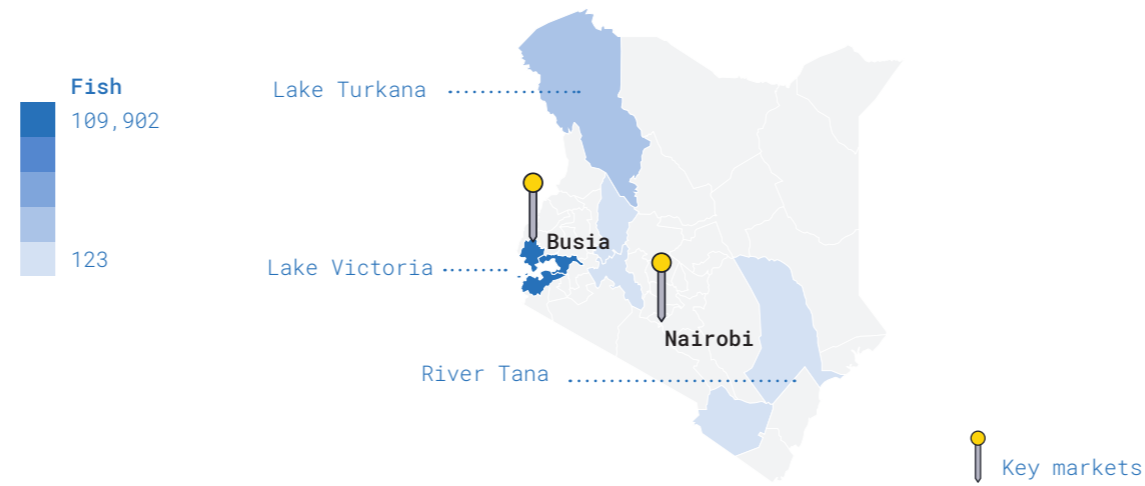 Fish
109,902
123
Lake Turkana
Busia
Lake Victoria
Nairobi
River Tana
Key markets